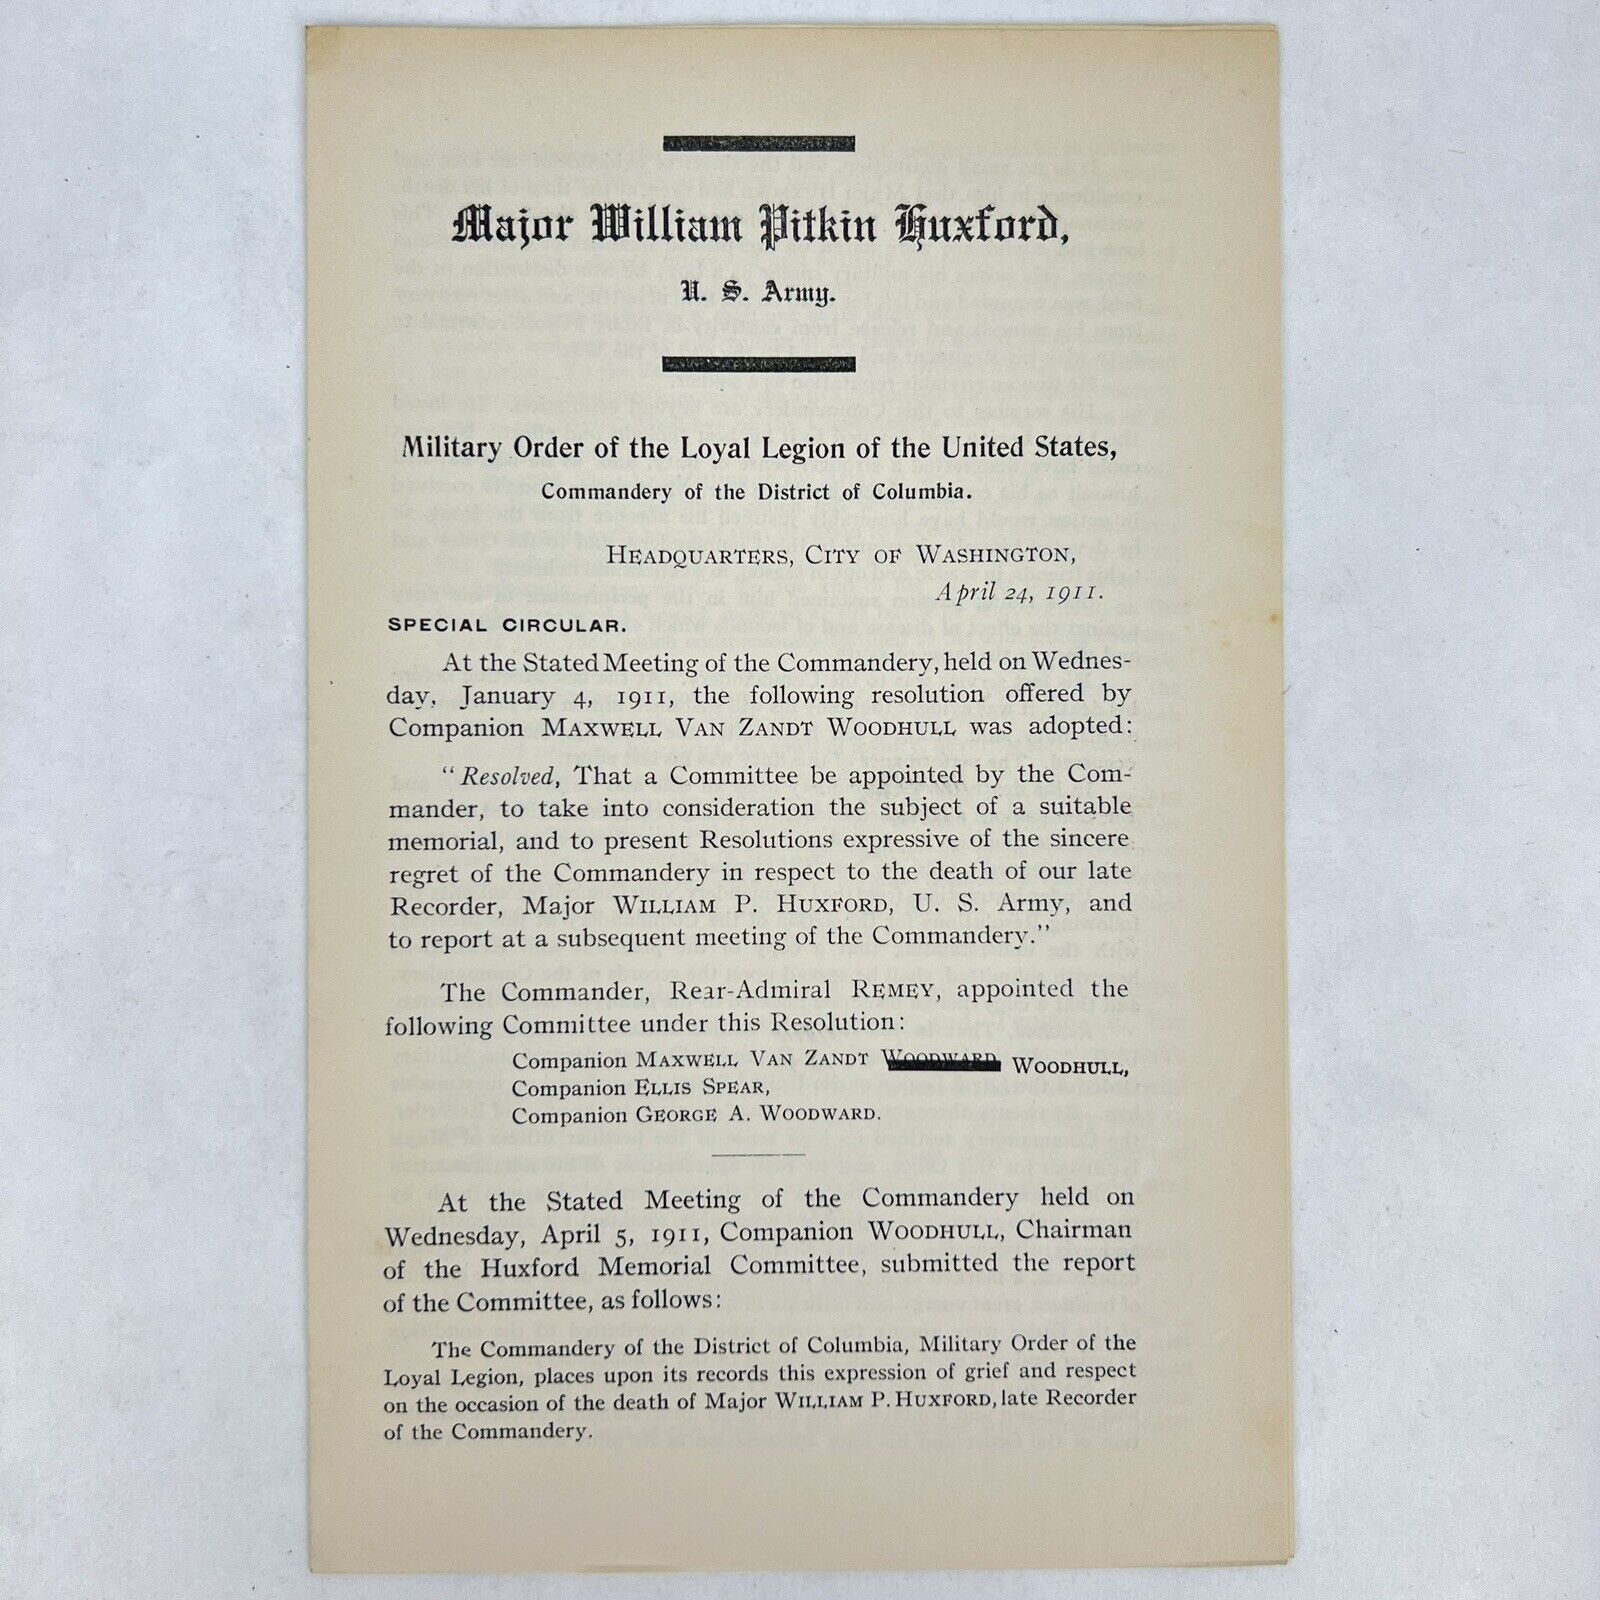 Major William Pitkin Huxford,
U. S. Army.
Military Order of the Loyal Legion of the United States,
Commandery of the District of Columbia.
HEADQUARTERS, CITY OF WASHINGTON,
April 24, 1911.
SPECIAL CIRCULAR.
At the Stated Meeting of the Commandery, held on Wednes-
day, January 4, 1911, the following resolution offered by
Companion MAXWELL VAN ZANDT WOODHULL was adopted:
"Resolved, That a Committee be appointed by the Com-
mander, to take into consideration the subject of a suitable
memorial, and to present Resolutions expressive of the sincere
regret of the Commandery in respect to the death of our late
Recorder, Major WILLIAM P. HUXFORD, U. S. Army, and
to report at a subsequent meeting of the Commandery."
The Commander, Rear-Admiral REMEY, appointed the
following Committee under this Resolution:
Companion MAXWELL VAN ZANDT WOODWARD WOODHULL,
Companion ELLIS SPEAR,
Companion GEORGE A. WOODWARD.
At the Stated Meeting of the Commandery held on
Wednesday, April 5, 1911, Companion WOODHULL, Chairman
of the Huxford Memorial Committee, submitted the report
of the Committee, as follows:
The Commandery of the District of Columbia, Military Order of the
Loyal Legion, places upon its records this expression of grief and respect
on the occasion of the death of Major WILLIAM P. HUXFORD, late Recorder
of the Commandery.